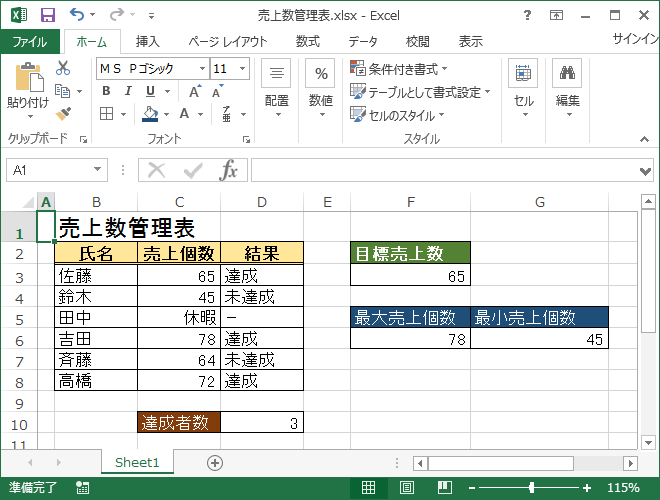 売上数管理表.xlsx - Excel
ファイル ホーム 挿入 ページ レイアウト 数式 データ 校閲 表示 サインイン
貼り付け
クリップボード
ＭＳ Ｐゴシック 11
B I U A A
A ア亜
フォント
配置
%
数値
条件付き書式
テーブルとして書式設定
セルのスタイル
スタイル
セル
編集
A1 fx
A B C D E F G
1 売上数管理表
2 氏名 売上個数 結果 目標売上数
3 佐藤 65 達成 65
4 鈴木 45 未達成
5 田中 休暇 － 最大売上個数 最小売上個数
6 吉田 78 達成 78 45
7 斉藤 64 未達成
8 高橋 72 達成
9
10 達成者数 3
11
Sheet1
準備完了 115%